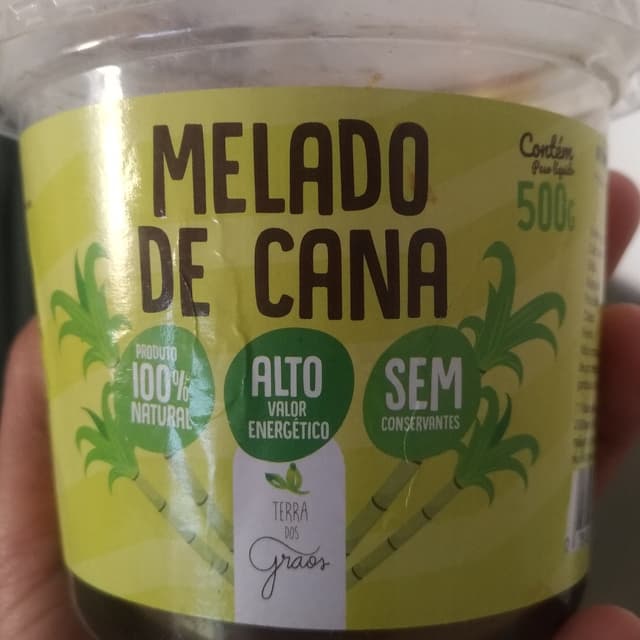 MELADO
DE CANA
Contém
Peso líquido
500G
PRODUTO
100%
NATURAL
ALTO
VALOR
ENERGÉTICO
SEM
CONSERVANTES
TERRA
DOS
Grãos